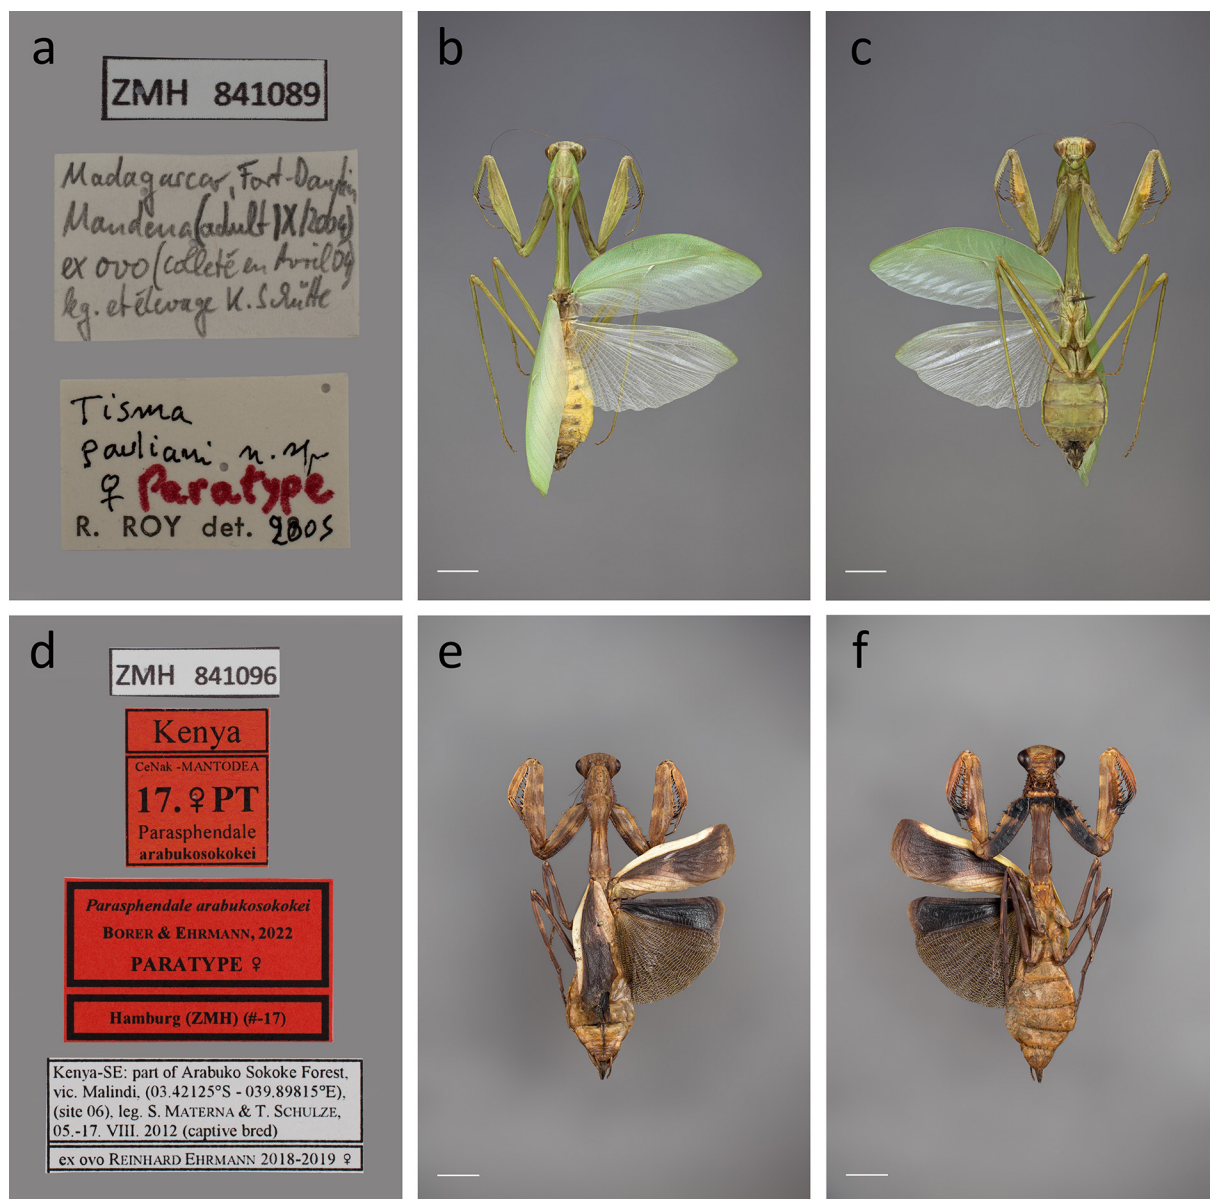 a
ZMH 841089
Madagascar, Fort-Dauphin,
Mandena (adult IX/2004)
ex ovo (colleté en Avril 04)
leg. et élevage K. Schütte
Tisma
pauliani n. sp
♀ Paratype
R. ROY det. 2005
b
c
d
ZMH 841096
Kenya
CeNak -MANTODEA
17.♀PT
Parasphendale
arabukosokokei
Parasphendale arabukosokokei
BORER & EHRMANN, 2022
PARATYPE ♀
Hamburg (ZMH) (#-17)
Kenya-SE: part of Arabuko Sokoke Forest,
vic. Malindi, (03.42125°S - 039.89815°E),
(site 06), leg. S. MATERNA & T. SCHULZE,
05.-17. VIII. 2012 (captive bred)
ex ovo REINHARD EHRMANN 2018-2019 ♀
e
f